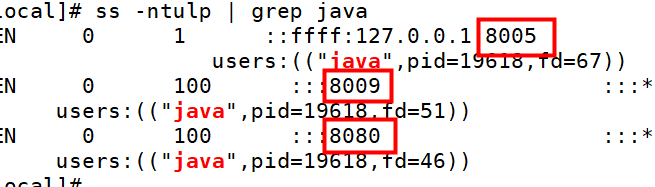 local]# ss -ntulp | grep java
EN 0 1 ::ffff:127.0.0.1 8005
users:(("java",pid=19618,fd=67))
EN 0 100 :::8009 :::*
users:(("java",pid=19618,fd=51))
EN 0 100 :::8080 :::*
users:(("java",pid=19618,fd=46))
local]#